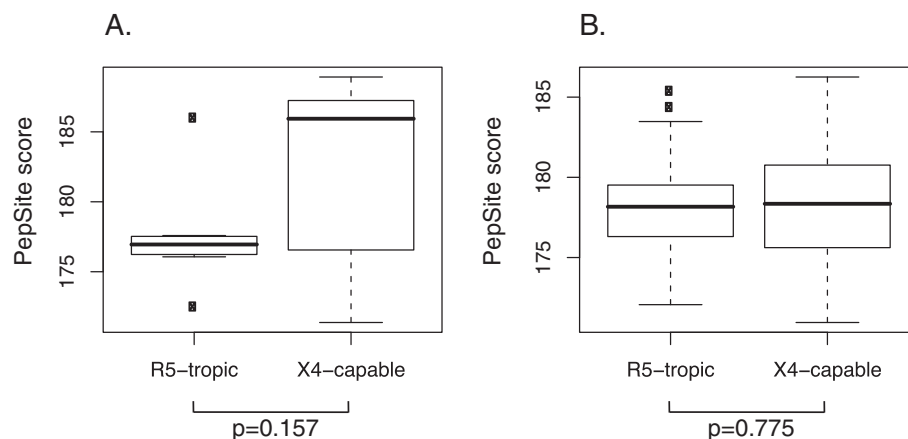 A.
PepSite score
185
180
175
R5−tropic X4−capable
p=0.157
B.
PepSite score
185
180
175
R5−tropic X4−capable
p=0.775